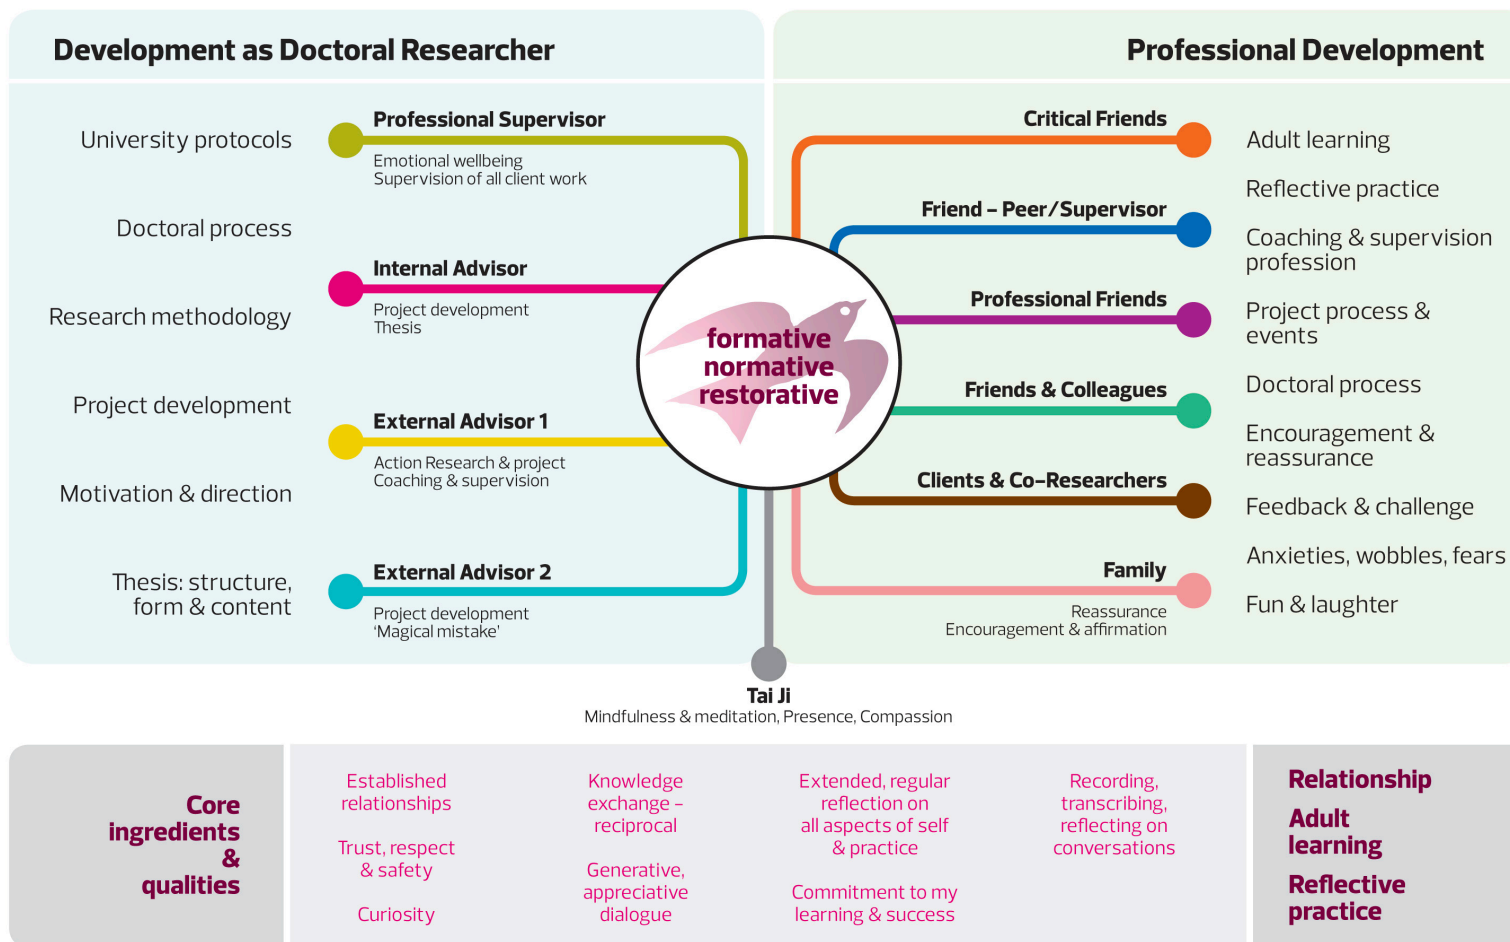 Development as Doctoral Researcher
Professional Development
University protocols
Doctoral process
Research methodology
Project development
Motivation & direction
Thesis: structure,
form & content
Professional Supervisor
Emotional wellbeing
Supervision of all client work
Internal Advisor
Project development
Thesis
External Advisor 1
Action Research & project
Coaching & supervision
External Advisor 2
Project development
‘Magical mistake’
formative
normative
restorative
Critical Friends
Friend – Peer/Supervisor
Professional Friends
Friends & Colleagues
Clients & Co–Researchers
Family
Reassurance
Encouragement & affirmation
Adult learning
Reflective practice
Coaching & supervision
profession
Project process &
events
Doctoral process
Encouragement &
reassurance
Feedback & challenge
Anxieties, wobbles, fears
Fun & laughter
Tai Ji
Mindfulness & meditation, Presence, Compassion
Core
ingredients
&
qualities
Established
relationships
Trust, respect
& safety
Curiosity
Knowledge
exchange –
reciprocal
Generative,
appreciative
dialogue
Extended, regular
reflection on
all aspects of self
& practice
Commitment to my
learning & success
Recording,
transcribing,
reflecting on
conversations
Relationship
Adult
learning
Reflective
practice